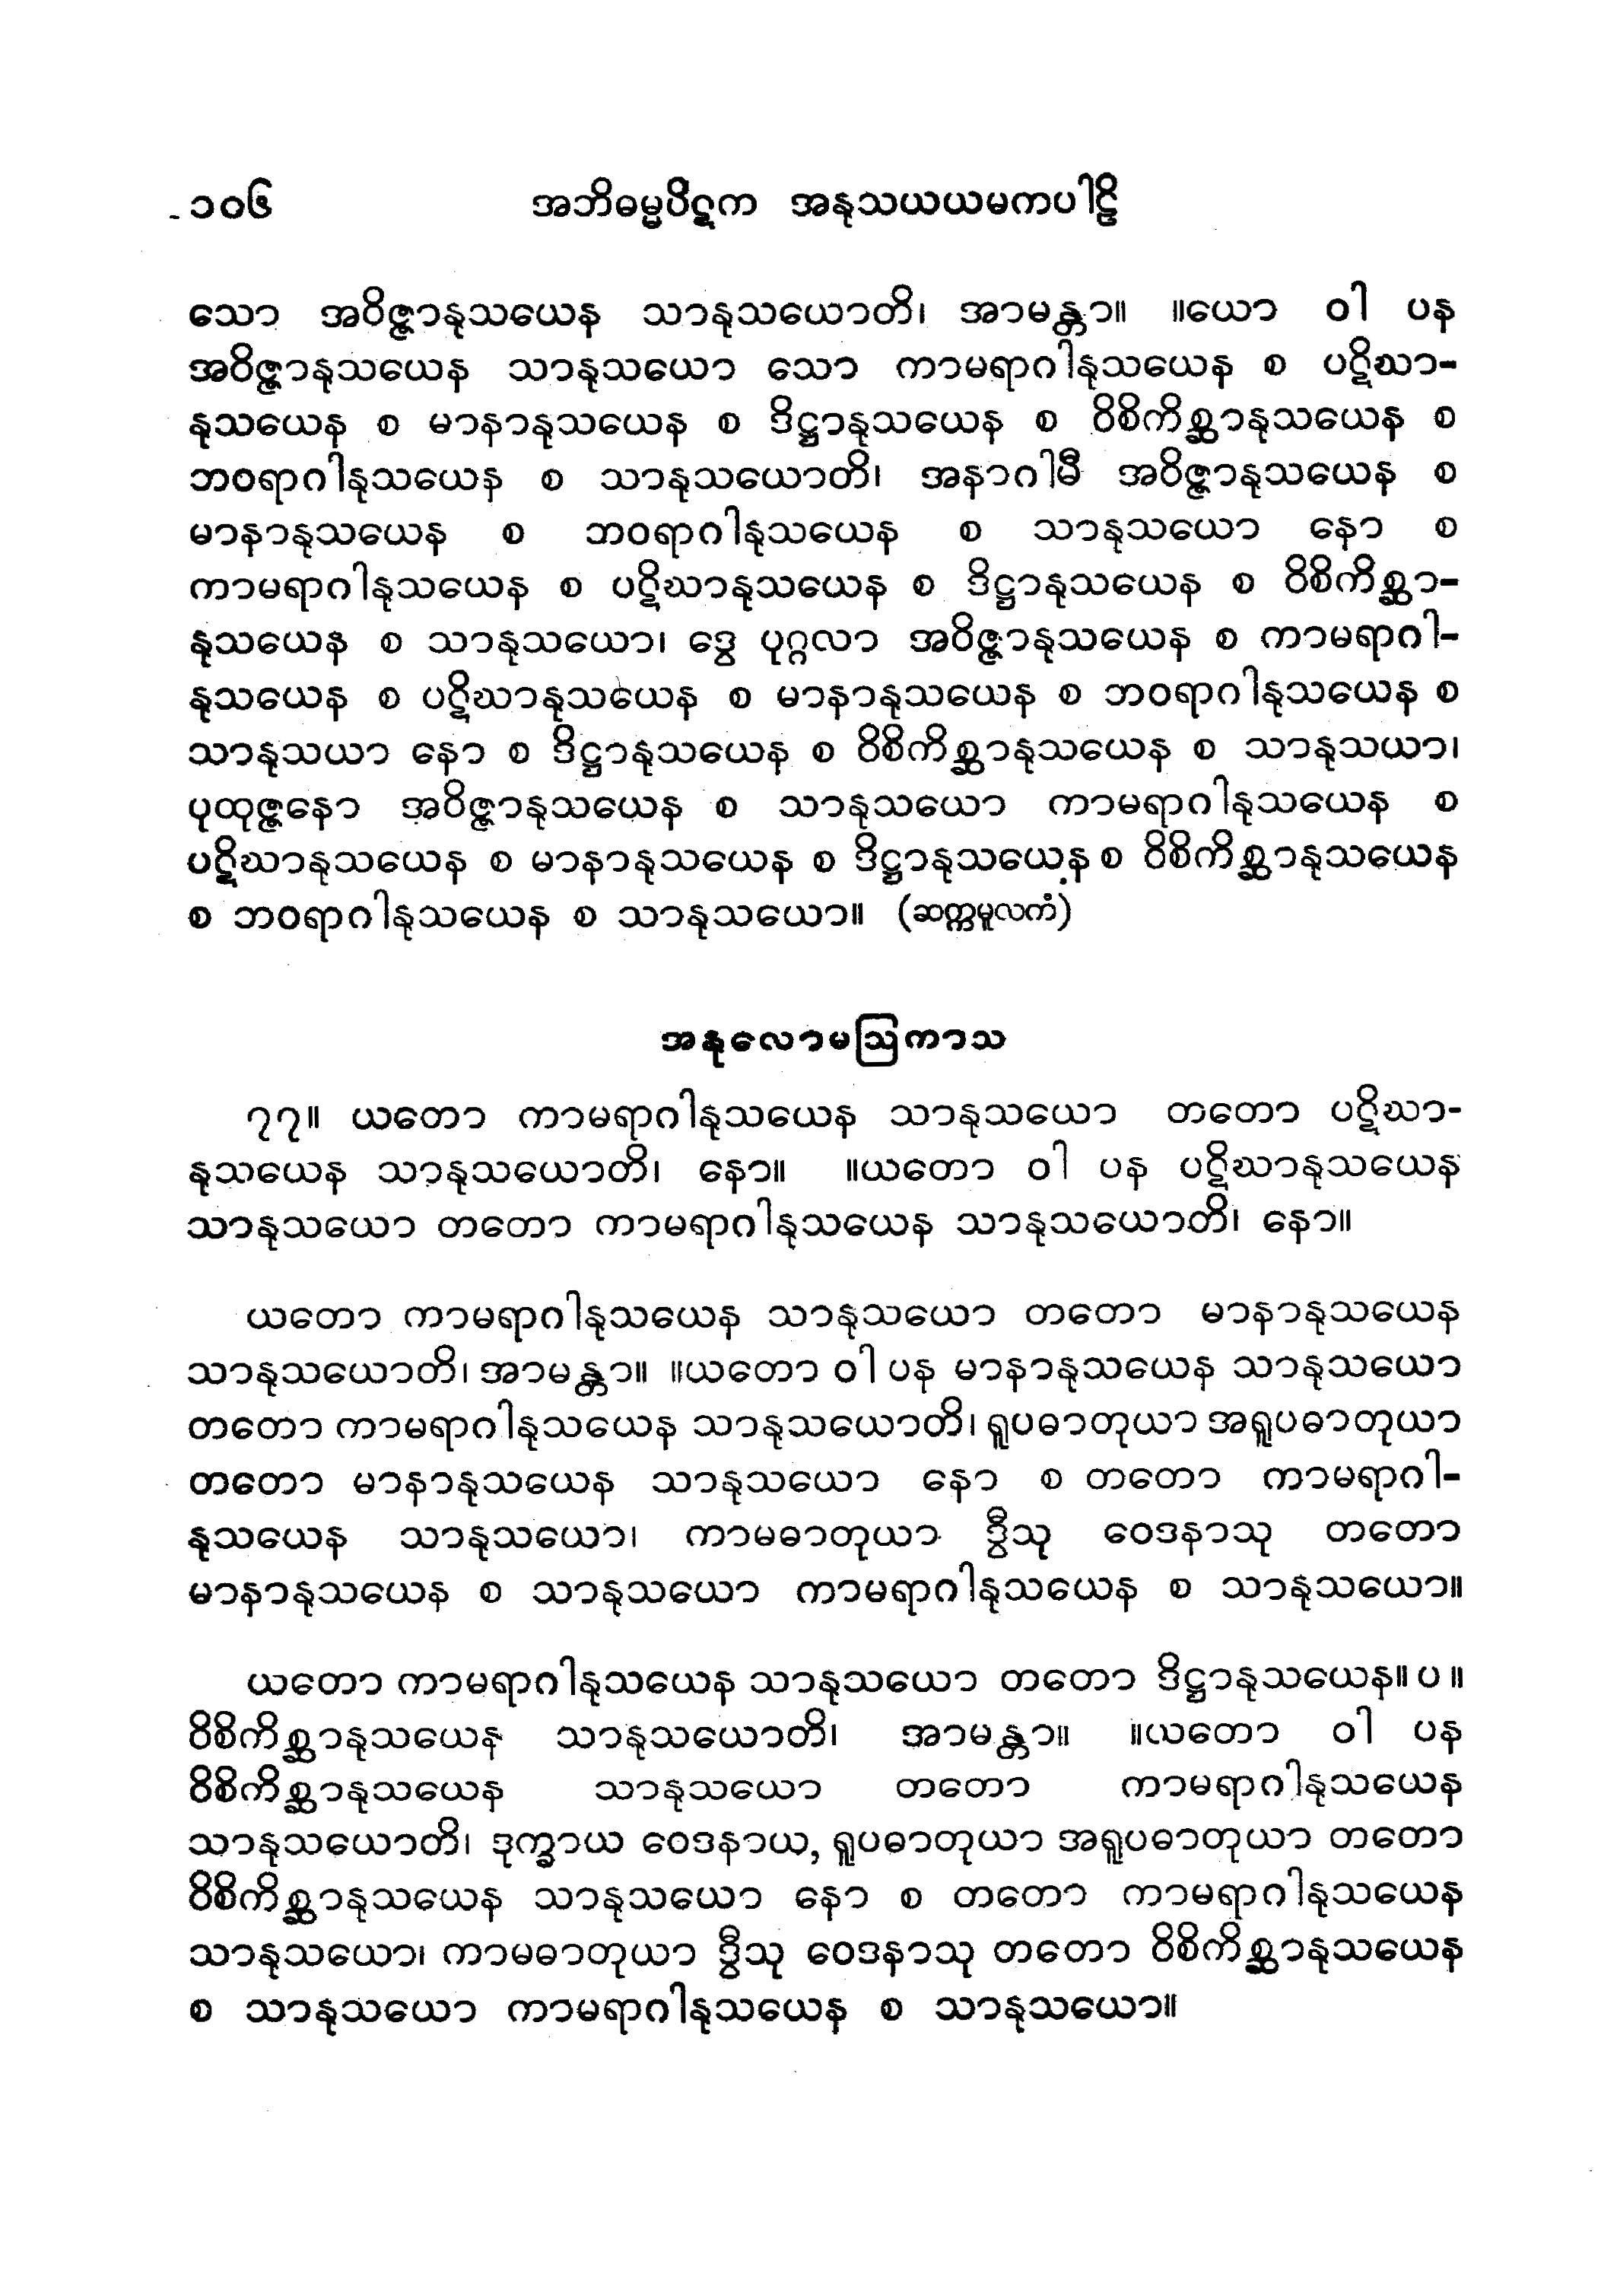 ၁၀၆ အဘိဓမ္မပိဋက အနုသယယမကပါဠိ
သော အဝိဇ္ဇာနုသယေန သာနုသယောတိ၊ အာမန္တာ။ ။ယော ဝါ ပန
အဝိဇ္ဇာနုသယေန သာနုသယော သော ကာမရာဂါနုသယေန စ ပဋိဃာ-
နုသယေန စ မာနာနုသယေန စ ဒိဋ္ဌာနုသယေန စ ဝိစိကိစ္ဆာနုသယေန စ
ဘဝရာဂါနုသယေန စ သာနုသယောတိ၊ အနာဂါမီ အဝိဇ္ဇာနုသယေန စ
မာနာနုသယေန စ ဘဝရာဂါနုသယေန စ သာနုသယော နော စ
ကာမရာဂါနုသယေန စ ပဋိဃာနုသယေန စ ဒိဋ္ဌာနုသယေန စ ဝိစိကိစ္ဆာ-
နုသယေန စ သာနုသယော၊ ဒွေ ပုဂ္ဂလာ အဝိဇ္ဇာနုသယေန စ ကာမရာဂါ-
နုသယေန စ ပဋိဃာနုသယေန စ မာနာနုသယေန စ ဘဝရာဂါနုသယေန စ
သာနုသယာ နော စ ဒိဋ္ဌာနုသယေန စ ဝိစိကိစ္ဆာနုသယေန စ သာနုသယာ၊
ပုထုဇ္ဇနော အဝိဇ္ဇာနုသယေန စ သာနုသယော ကာမရာဂါနုသယေန စ
ပဋိဃာနုသယေန စ မာနာနုသယေန စ ဒိဋ္ဌာနုသယေန စ ဝိစိကိစ္ဆာနုသယေန
စ ဘဝရာဂါနုသယေန စ သာနုသယော။ (ဆက္ကမူလကံ)
အနုလောမဩကာသ
၇၇။ ယတော ကာမရာဂါနုသယေန သာနုသယော တတော ပဋိဃာ-
နုသယေန သာနုသယောတိ၊ နော။ ။ယတော ဝါ ပန ပဋိဃာနုသယေန
သာနုသယော တတော ကာမရာဂါနုသယေန သာနုသယောတိ၊ နော။
ယတော ကာမရာဂါနုသယေန သာနုသယော တတော မာနာနုသယေန
သာနုသယောတိ၊ အာမန္တာ။ ။ယတော ဝါ ပန မာနာနုသယေန သာနုသယော
တတော ကာမရာဂါနုသယေန သာနုသယောတိ၊ ရူပဓာတုယာ အရူပဓာတုယာ
တတော မာနာနုသယေန သာနုသယော နော စ တတော ကာမရာဂါ-
နုသယေန သာနုသယော၊ ကာမဓာတုယာ ဒွီသု ဝေဒနာသု တတော
မာနာနုသယေန စ သာနုသယော ကာမရာဂါနုသယေန စ သာနုသယော။
ယတော ကာမရာဂါနုသယေန သာနုသယော တတော ဒိဋ္ဌာနုသယေန။ ပ ။
ဝိစိကိစ္ဆာနုသယေန သာနုသယောတိ၊ အာမန္တာ။ ။ယတော ဝါ ပန
ဝိစိကိစ္ဆာနုသယေန သာနုသယော တတော ကာမရာဂါနုသယေန
သာနုသယောတိ၊ ဒုက္ခာယ ဝေဒနာယ, ရူပဓာတုယာ အရူပဓာတုယာ တတော
ဝိစိကိစ္ဆာနုသယေန သာနုသယော နော စ တတော ကာမရာဂါနုသယေန
သာနုသယော၊ ကာမဓာတုယာ ဒွီသု ဝေဒနာသု တတော ဝိစိကိစ္ဆာနုသယေန
စ သာနုသယော ကာမရာဂါနုသယေန စ သာနုသယော။